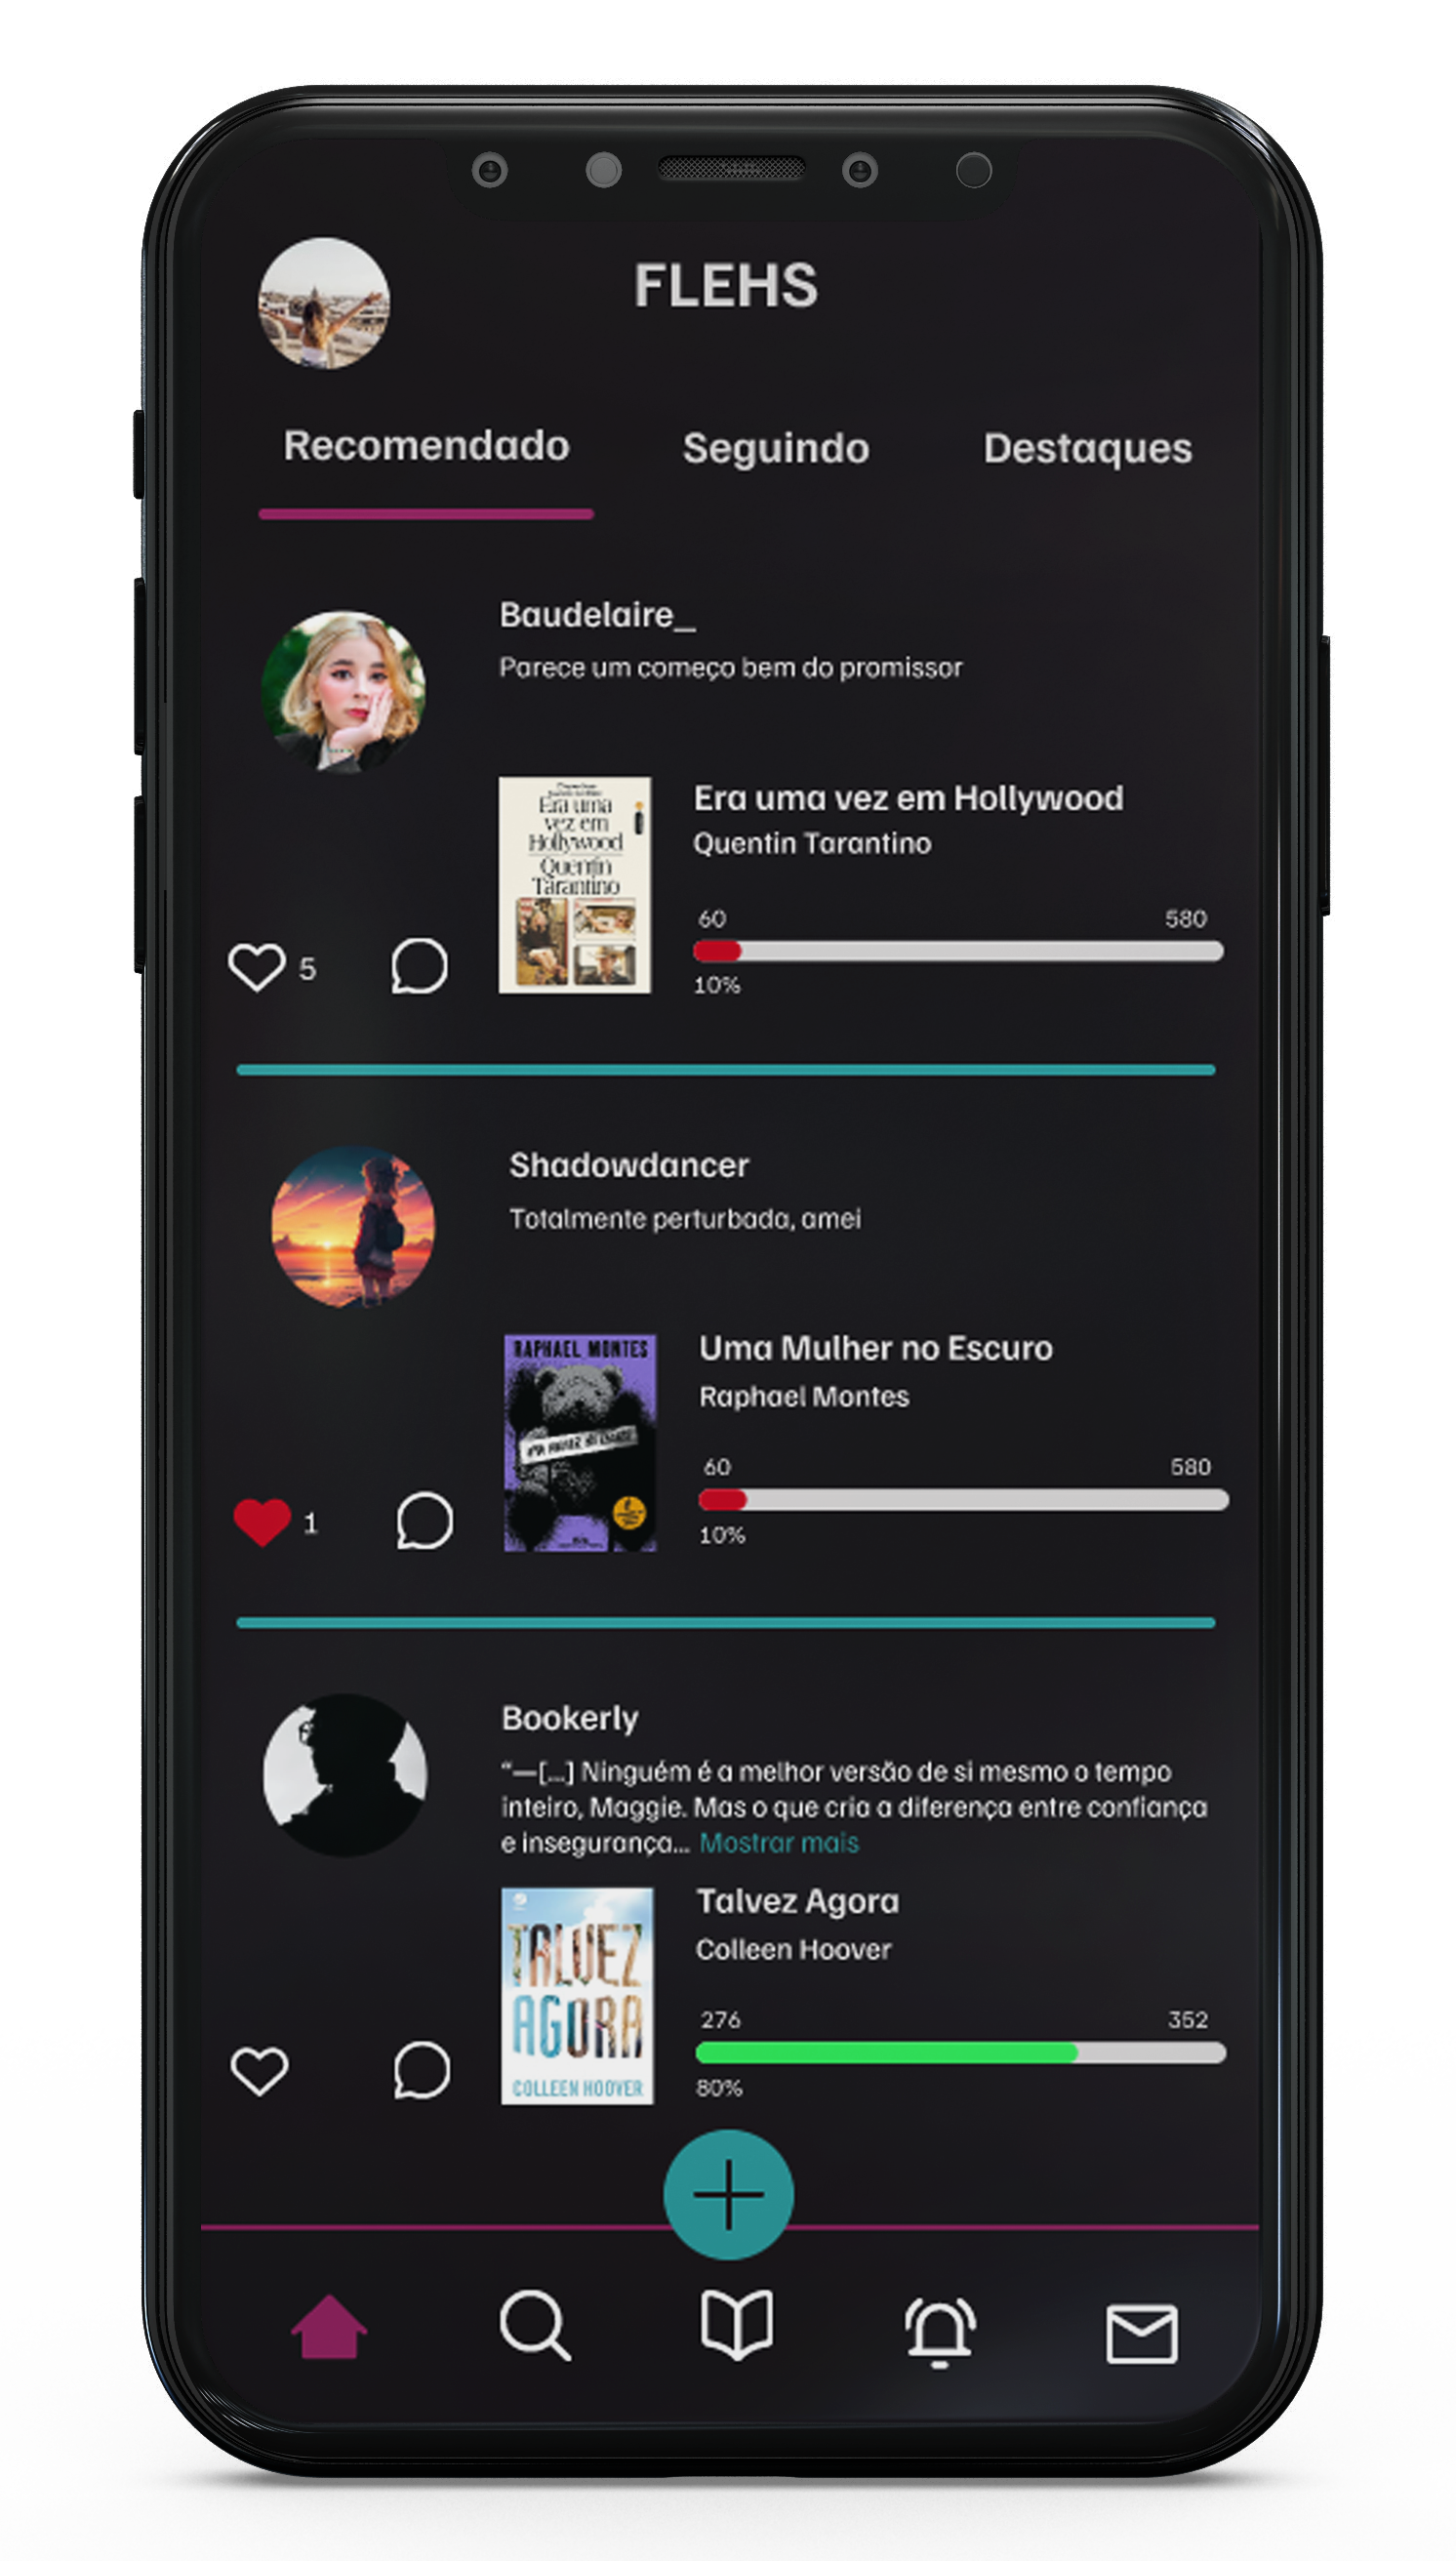 FLEHS
Recomendado
Seguindo
Destaques
Baudelaire_
Parece um começo bem do promissor
Era uma
vez em
Hollywood
Quentin
Tarantino
Era uma vez em Hollywood
Quentin Tarantino
60
580
10%
5
Shadowdancer
Totalmente perturbada, amei
RAPHAEL MONTES
Uma Mulher no Escuro
Raphael Montes
60
580
10%
1
Bookerly
"—[...] Ninguém é a melhor versão de si mesmo o tempo
inteiro, Maggie. Mas o que cria a diferença entre confiança
e insegurança... Mostrar mais
TALVEZ
AGORA
COLLEEN HOOVER
Talvez Agora
Colleen Hoover
276
352
80%